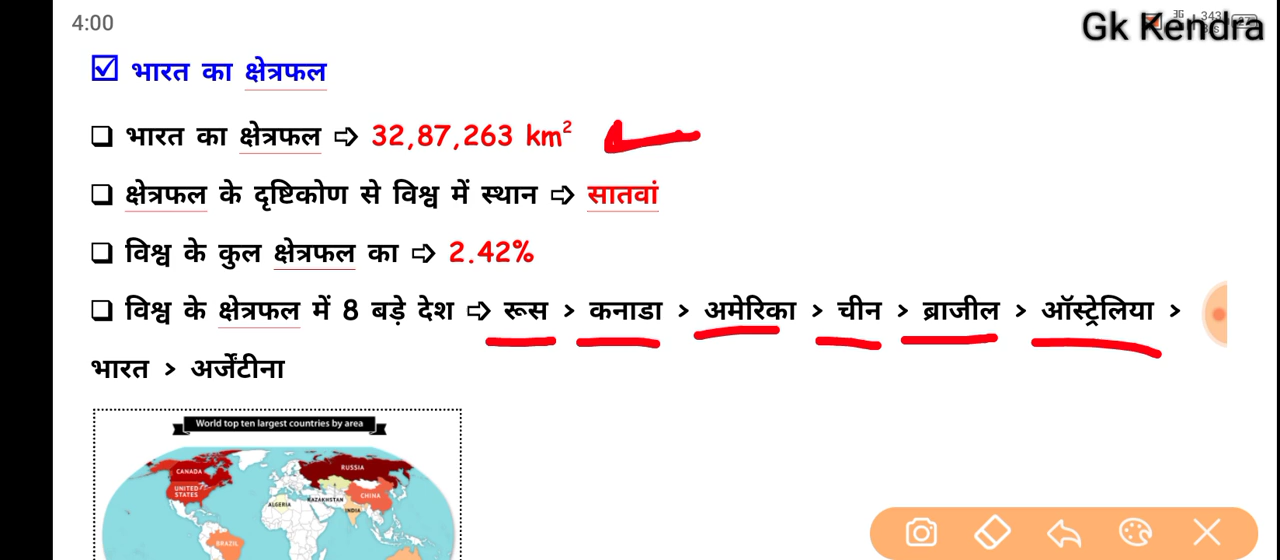 4:00
Gk Kendra
भारत का क्षेत्रफल
भारत का क्षेत्रफल ⇨ 32,87,263 km²
क्षेत्रफल के दृष्टिकोण से विश्व में स्थान ⇨ सातवां
विश्व के कुल क्षेत्रफल का ⇨ 2.42%
विश्व के क्षेत्रफल में 8 बड़े देश ⇨ रूस > कनाडा > अमेरिका > चीन > ब्राजील > ऑस्ट्रेलिया >
भारत > अर्जेंटीना
World top ten largest countries by area
RUSSIA
CANADA
UNITED STATES
KAZAKHSTAN
CHINA
ALGERIA
INDIA
BRAZIL